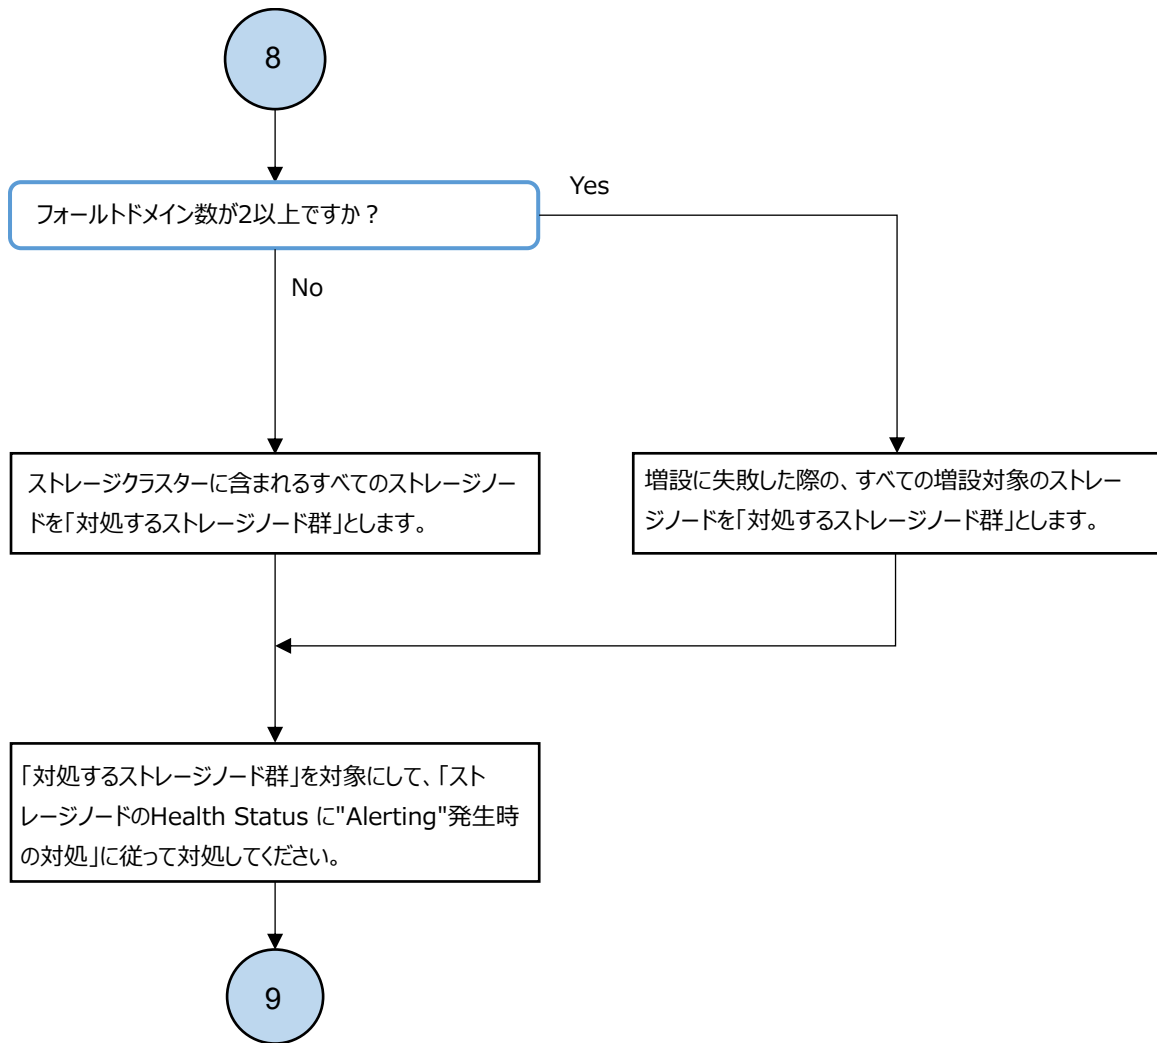 8
フォールトドメイン数が2以上ですか？
Yes
No
ストレージクラスターに含まれるすべてのストレージノー
ドを「対処するストレージノード群」とします。
増設に失敗した際の、すべての増設対象のストレー
ジノードを「対処するストレージノード群」とします。
「対処するストレージノード群」を対象にして、「スト
レージノードのHealth Status に"Alerting"発生時
の対処」に従って対処してください。
9